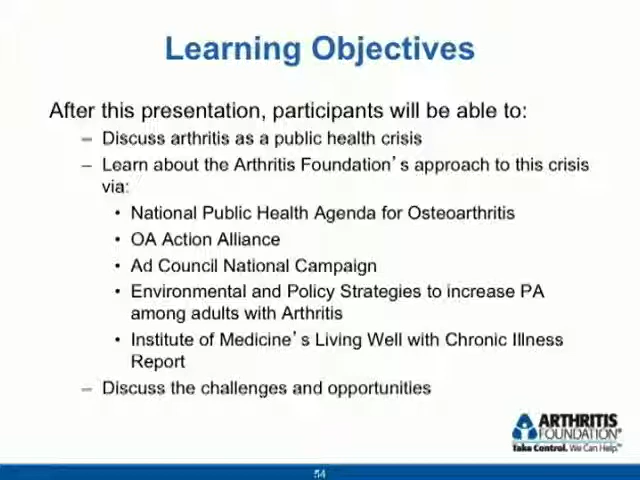 Learning Objectives
After this presentation, participants will be able to:
– Discuss arthritis as a public health crisis
– Learn about the Arthritis Foundation’s approach to this crisis
via:
• National Public Health Agenda for Osteoarthritis
• OA Action Alliance
• Ad Council National Campaign
• Environmental and Policy Strategies to increase PA
among adults with Arthritis
• Institute of Medicine’s Living Well with Chronic Illness
Report
– Discuss the challenges and opportunities
ARTHRITIS
FOUNDATION®
Take Control. We Can Help.™
54